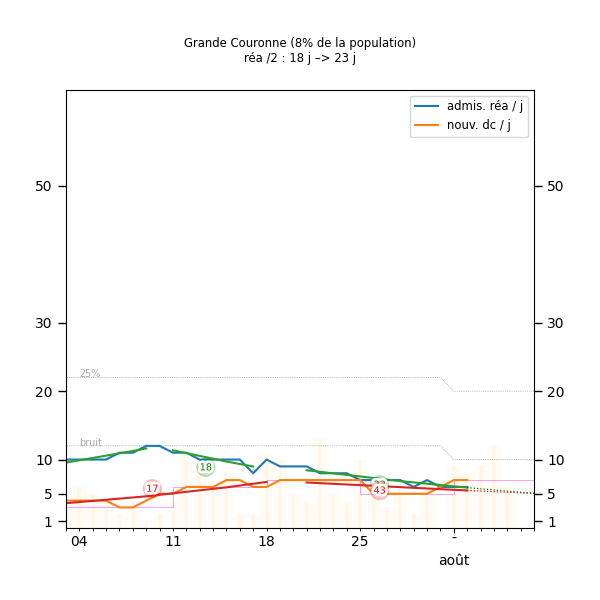 Grande Couronne (8% de la population)
réa /2 : 18 j –> 23 j
admis. réa / j
nouv. dc / j
50 50
30 30
25%
20 20
bruit
10 10
18
17
43
5 5
1 1
04 11 18 25 -
août